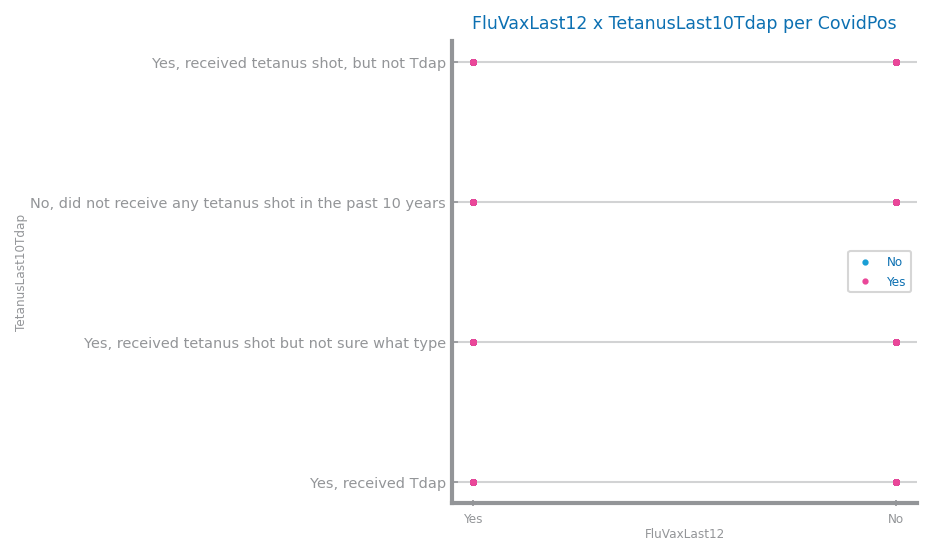 FluVaxLast12 x TetanusLast10Tdap per CovidPos
Yes, received tetanus shot, but not Tdap
No, did not receive any tetanus shot in the past 10 years
TetanusLast10Tdap
No
Yes
Yes, received tetanus shot but not sure what type
Yes, received Tdap
Yes
No
FluVaxLast12